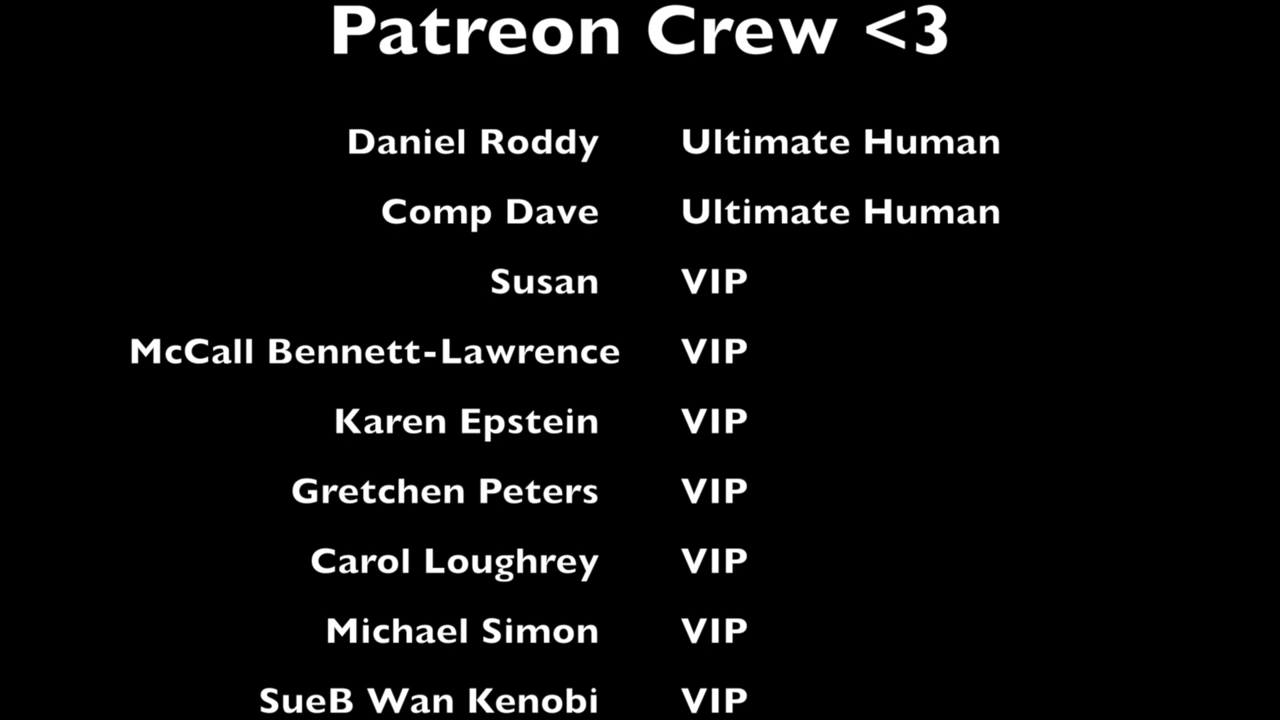 Patreon Crew <3
Daniel Roddy Ultimate Human
Comp Dave Ultimate Human
Susan VIP
McCall Bennett-Lawrence VIP
Karen Epstein VIP
Gretchen Peters VIP
Carol Loughrey VIP
Michael Simon VIP
SueB Wan Kenobi VIP